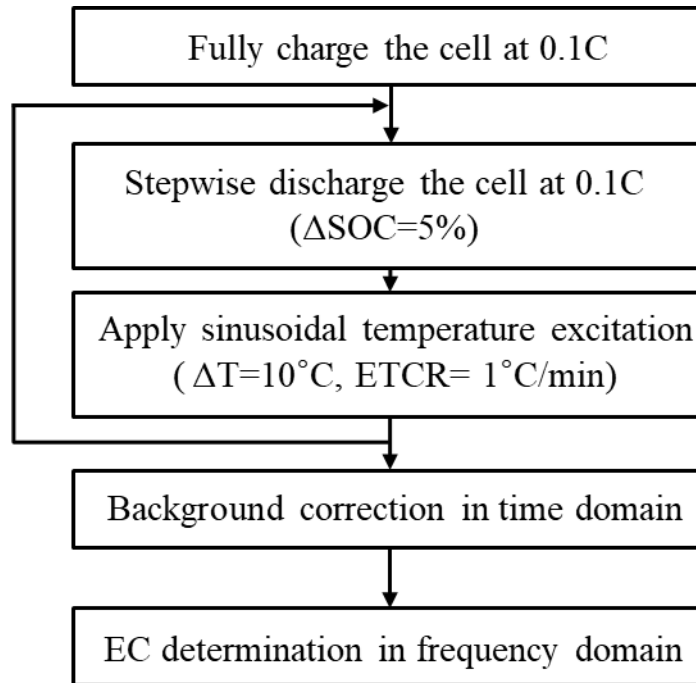 Fully charge the cell at 0.1C
Stepwise discharge the cell at 0.1C
(ΔSOC=5%)
Apply sinusoidal temperature excitation
( ΔT=10°C, ETCR= 1°C/min)
Background correction in time domain
EC determination in frequency domain